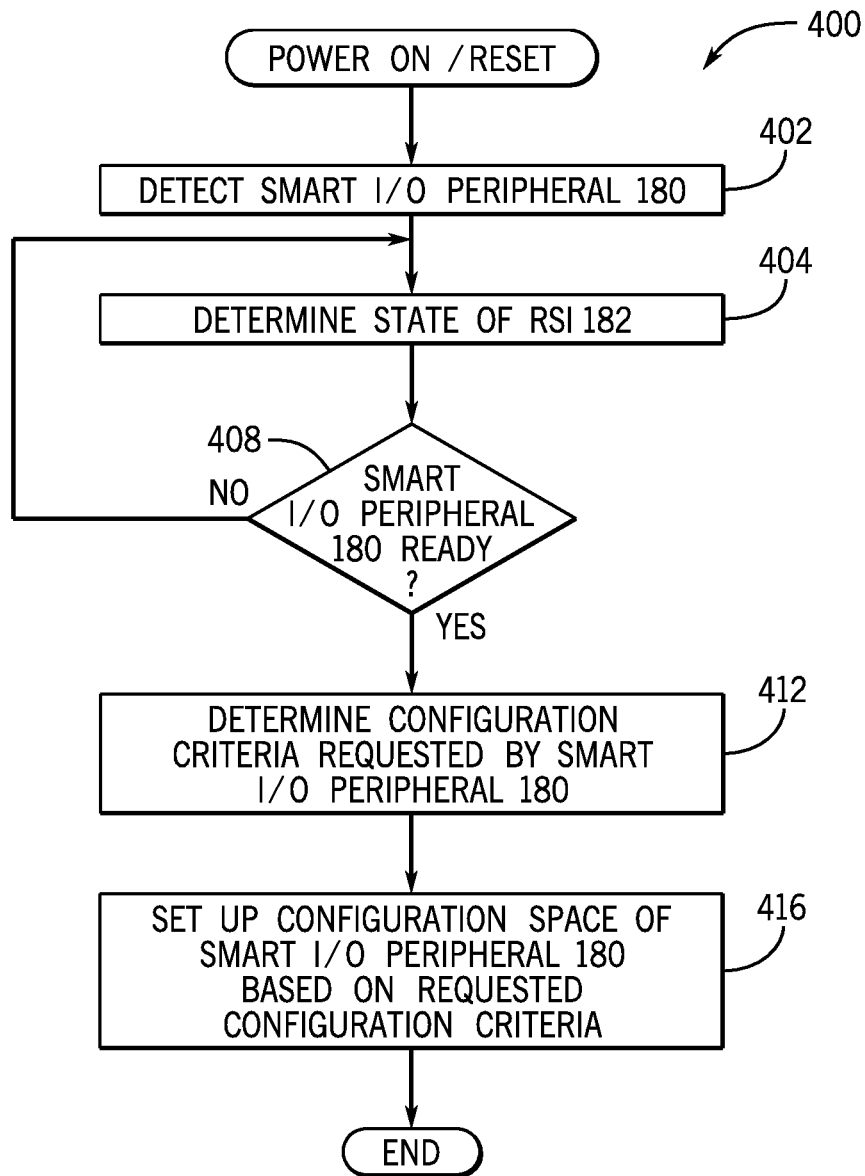 400
POWER ON / RESET
402
DETECT SMART I/O PERIPHERAL 180
404
DETERMINE STATE OF RSI 182
408
NO
SMART
I/O PERIPHERAL
180 READY
?
YES
412
DETERMINE CONFIGURATION
CRITERIA REQUESTED BY SMART
I/O PERIPHERAL 180
416
SET UP CONFIGURATION SPACE OF
SMART I/O PERIPHERAL 180
BASED ON REQUESTED
CONFIGURATION CRITERIA
END